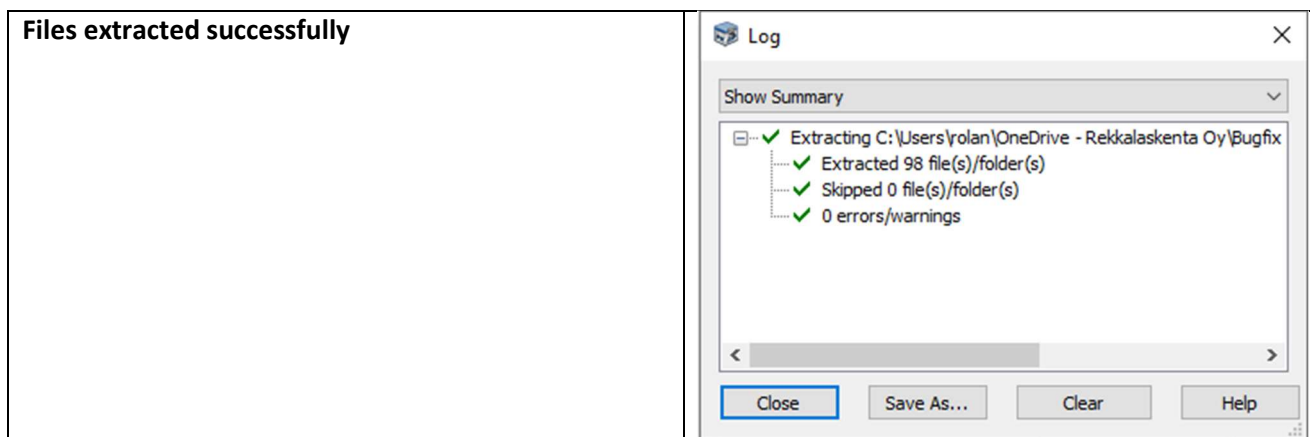 Files extracted successfully
Log
Show Summary
Extracting C:\Users\rolan\OneDrive - Rekkalaskenta Oy\Bugfix
Extracted 98 file(s)/folder(s)
Skipped 0 file(s)/folder(s)
0 errors/warnings
Close Save As... Clear Help